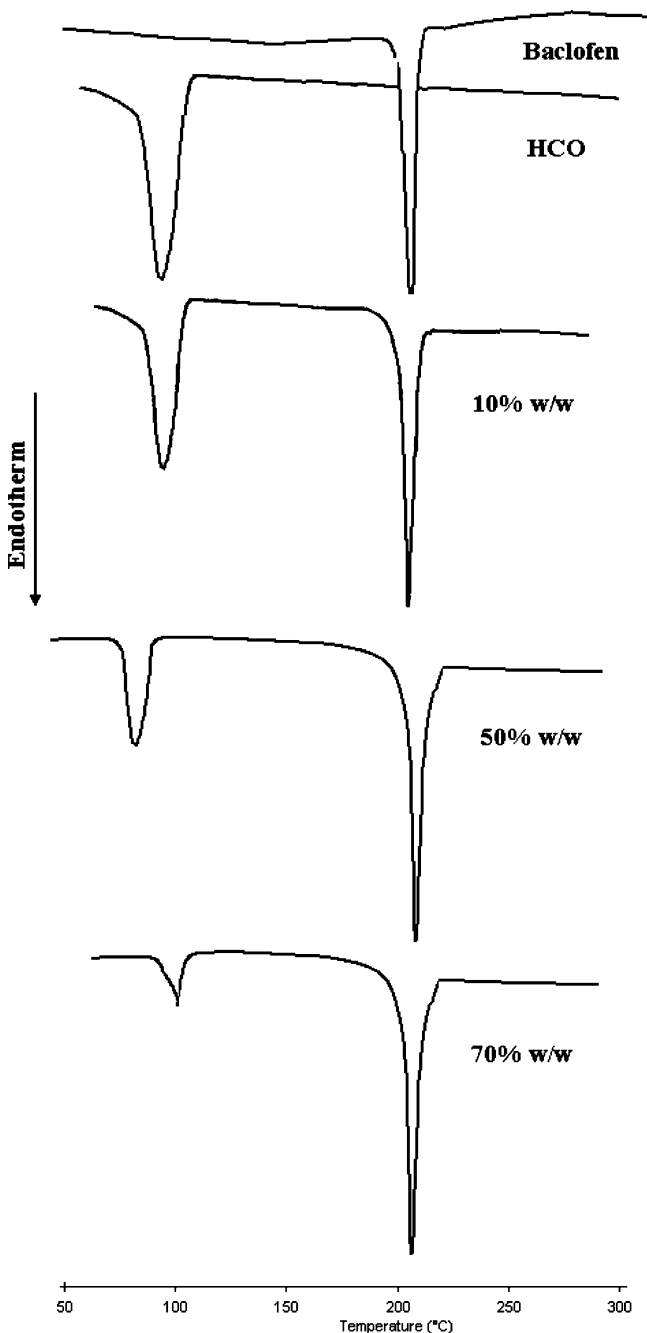 Baclofen
HCO
10% w/w
Endotherm
50% w/w
70% w/w
50 100 150 200 250 300
Temperature (°C)